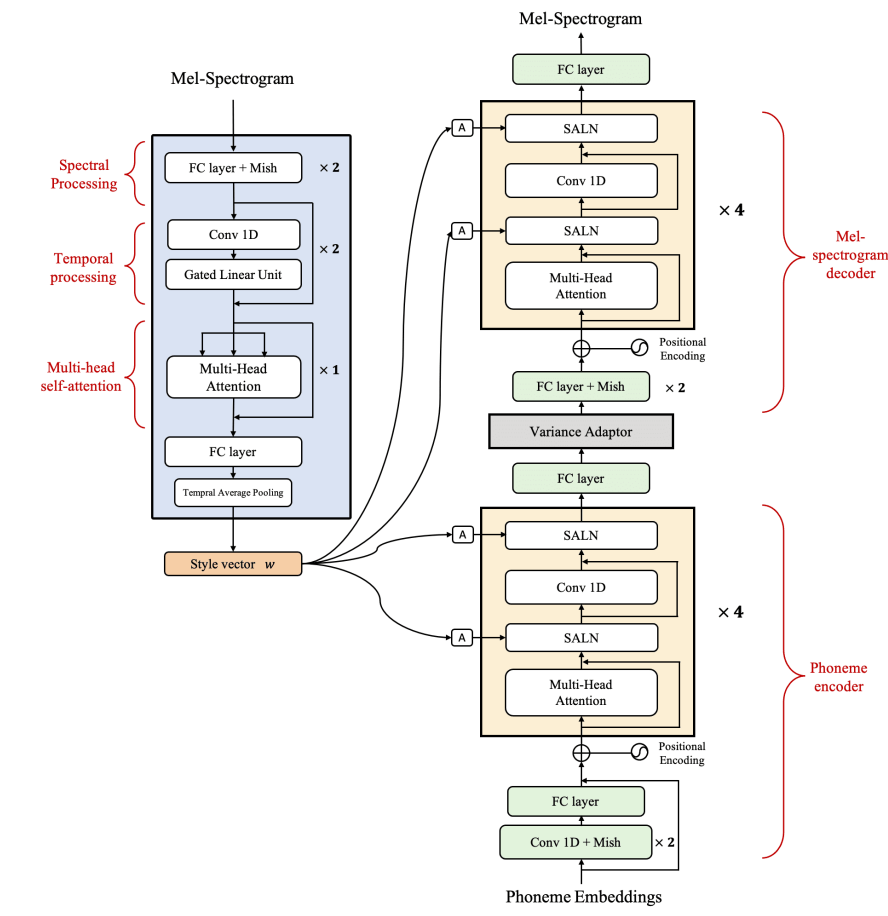 Mel-Spectrogram
Spectral
Processing
FC layer + Mish
× 2
Temporal
processing
Conv 1D
Gated Linear Unit
× 2
Multi-head
self-attention
Multi-Head
Attention
× 1
FC layer
Tempral Average Pooling
Style vector w
Mel-Spectrogram
FC layer
A
SALN
Conv 1D
A
SALN
Multi-Head
Attention
× 4
Mel-
spectrogram
decoder
Positional
Encoding
FC layer + Mish
× 2
Variance Adaptor
FC layer
A
SALN
Conv 1D
A
SALN
Multi-Head
Attention
× 4
Phoneme
encoder
Positional
Encoding
FC layer
Conv 1D + Mish
× 2
Phoneme Embeddings